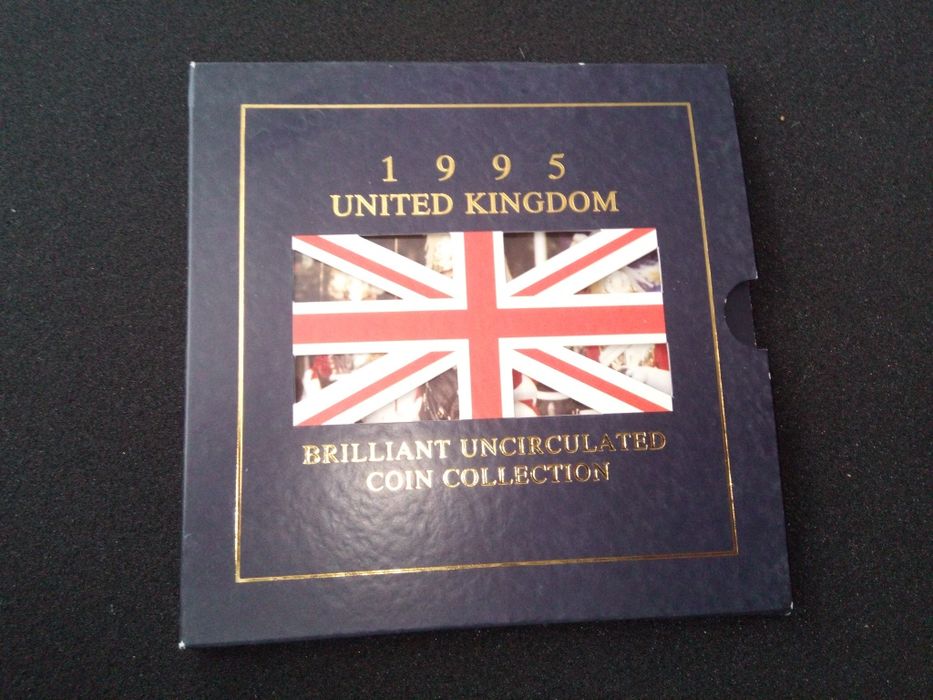 1995
UNITED KINGDOM
BRILLIANT UNCIRCULATED
COIN COLLECTION